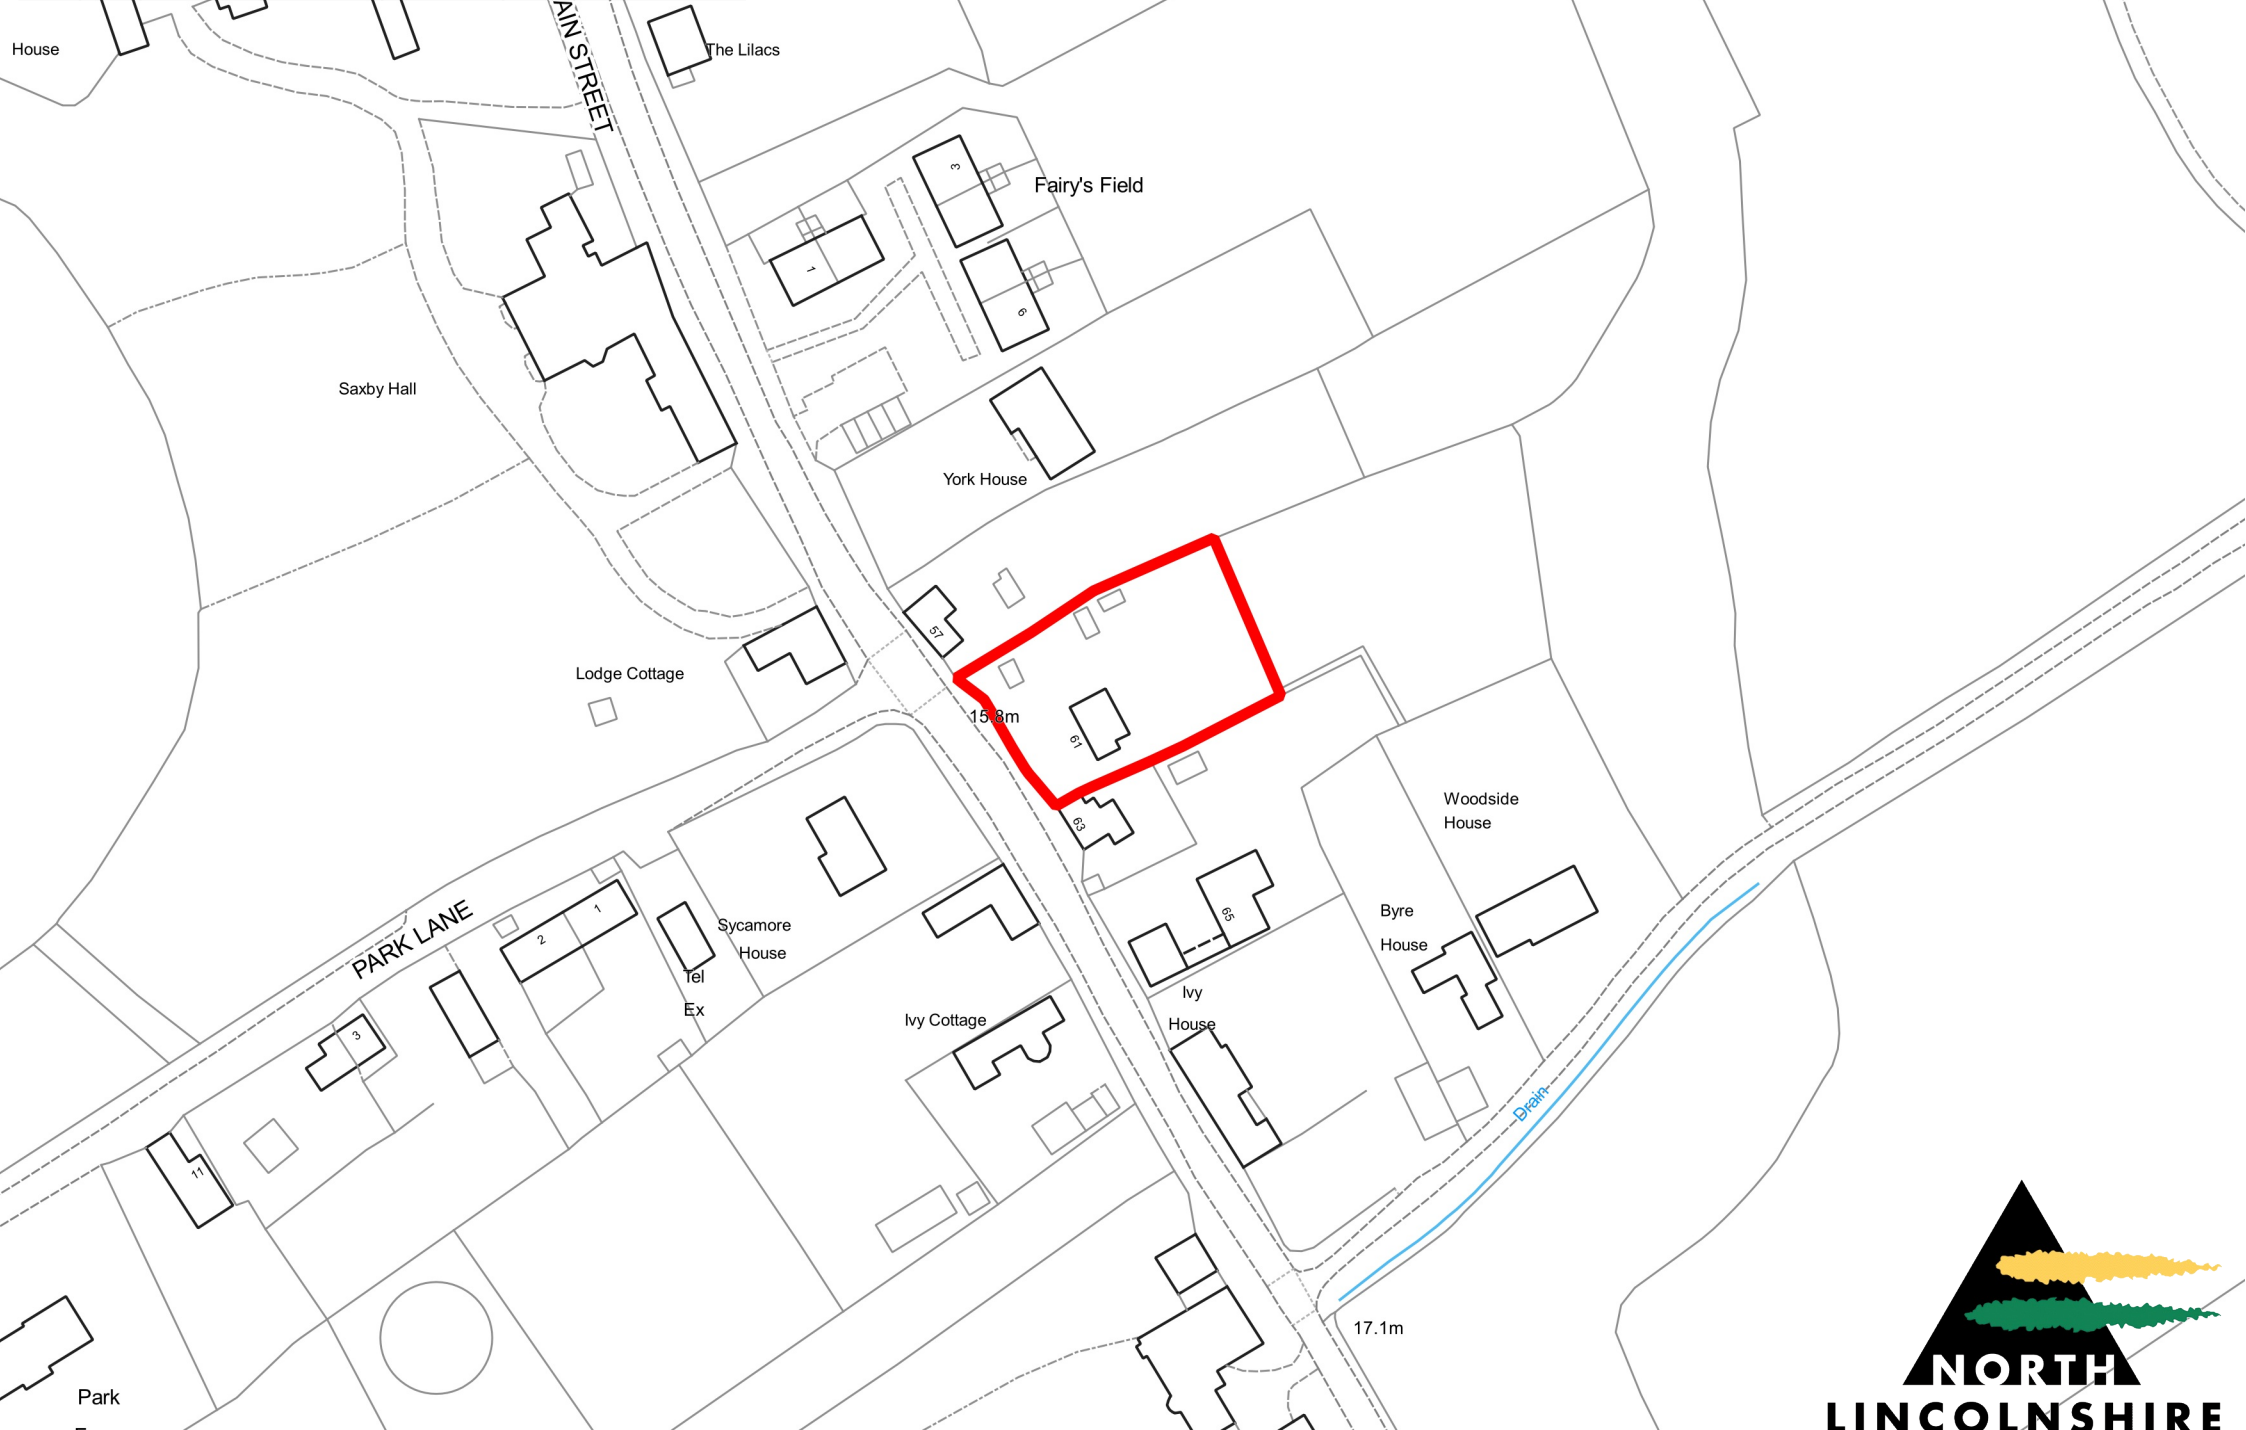 House
AIN STREET
The Lilacs
3
Fairy's Field
1
6
Saxby Hall
York House
57
Lodge Cottage
15.8m
61
63
Woodside
House
65
Byre
House
PARK LANE
1
2
Sycamore
House
Tel
Ex
Ivy
House
Ivy Cottage
3
Drain
11
17.1m
Park
NORTH
LINCOLNSHIRE